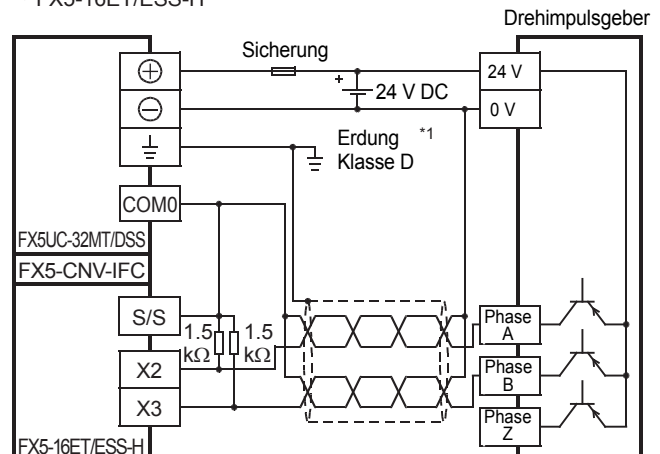 FX5-16ET/ESS-H
Drehimpulsgeber
Sicherung
24 V
+
24 V DC
0 V
Erdung *1
Klasse D
COM0
FX5UC-32MT/DSS
FX5-CNV-IFC
S/S
1.5
kΩ
1.5
kΩ
X2
X3
Phase
A
Phase
B
Phase
Z
FX5-16ET/ESS-H